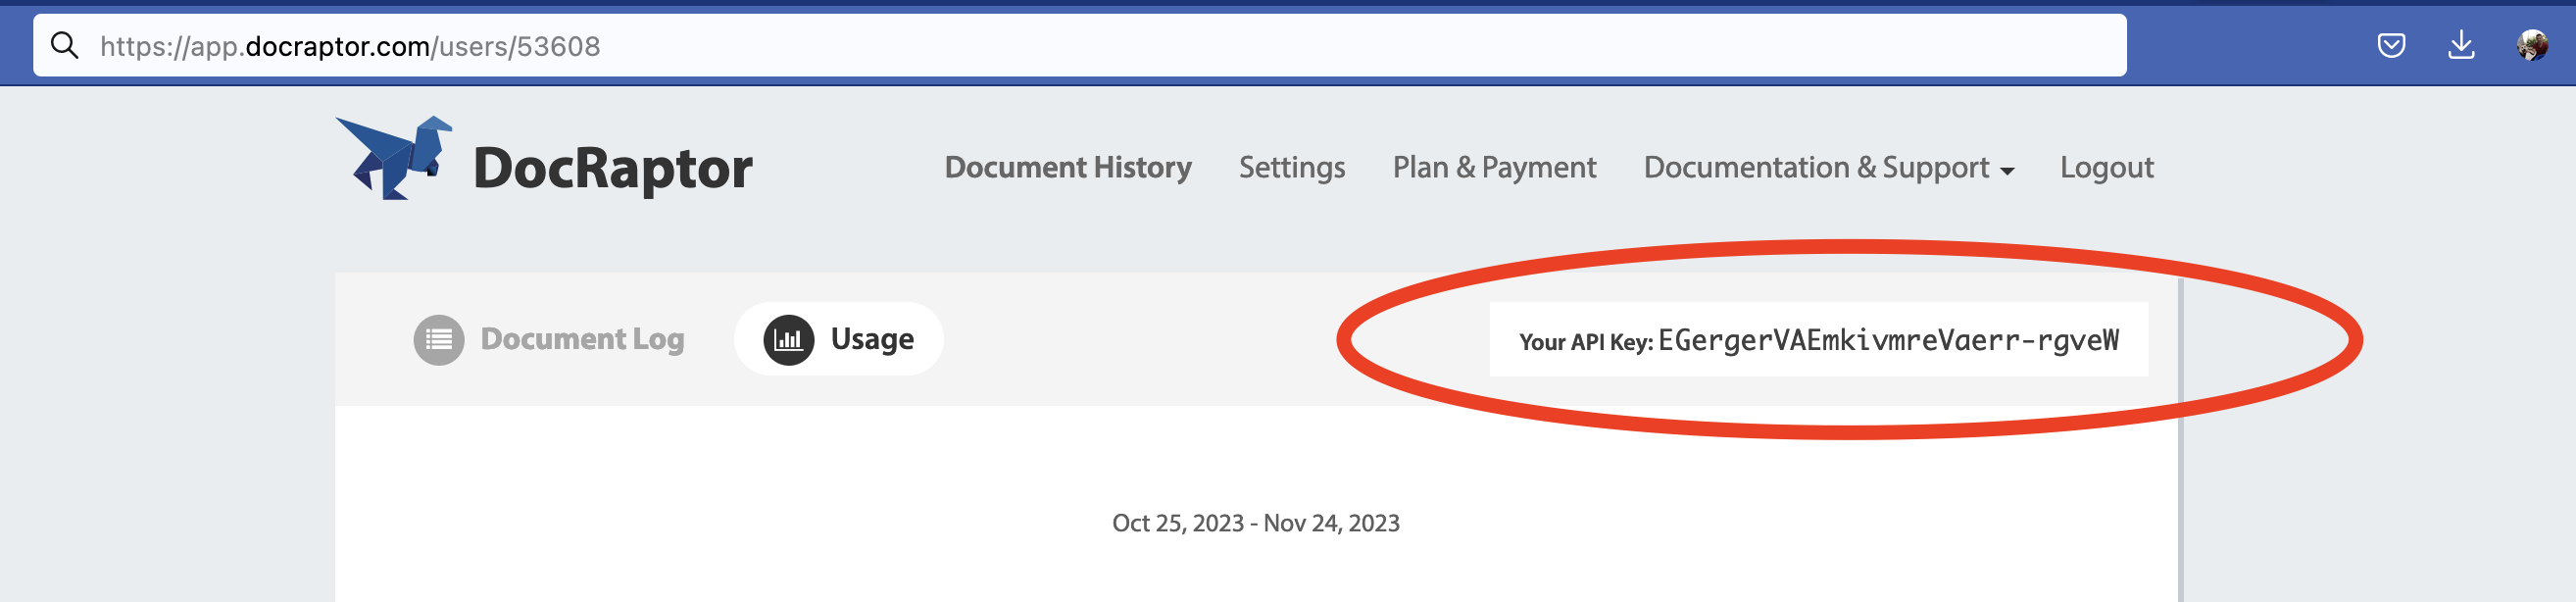 https://app.docraptor.com/users/53608
DocRaptor
Document History Settings Plan & Payment Documentation & Support Logout
Document Log Usage Your API Key: EGergerVAEmkivmreVaerr-rgveW
Oct 25, 2023 - Nov 24, 2023